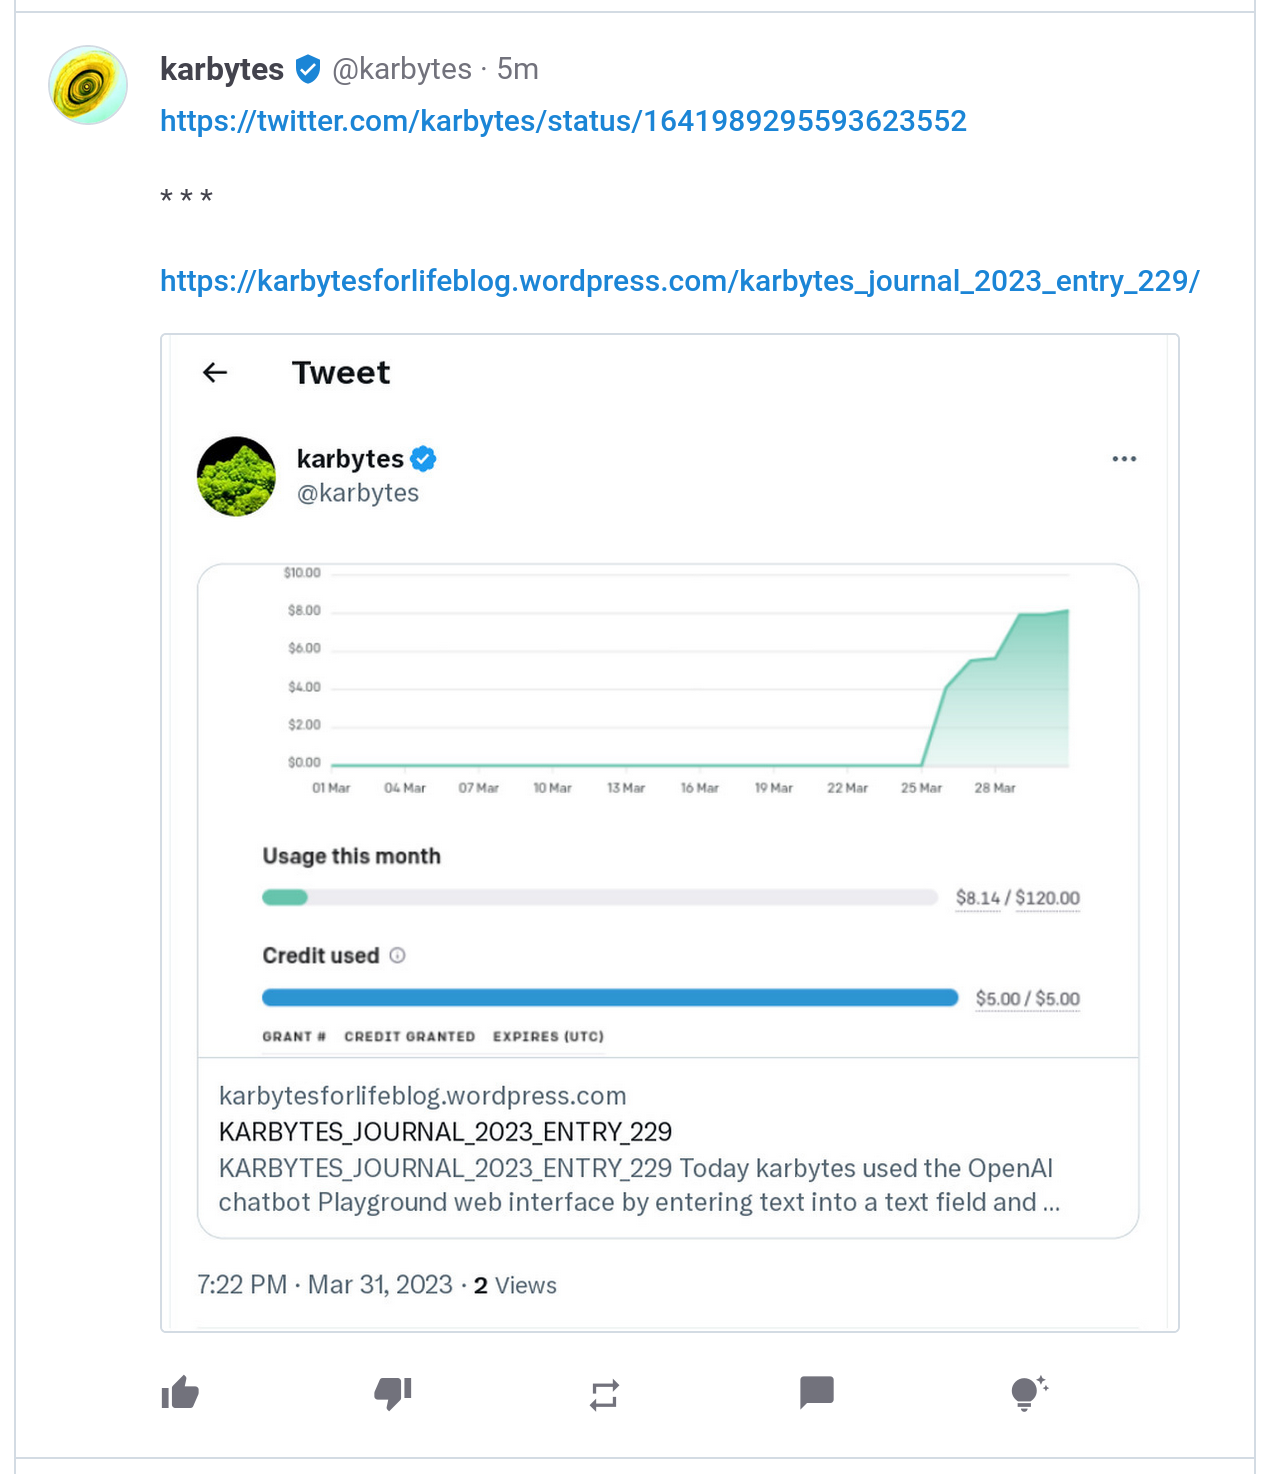 karbytes @karbytes · 5m
https://twitter.com/karbytes/status/1641989295593623552
* * *
https://karbytesforlifeblog.wordpress.com/karbytes_journal_2023_entry_229/
Tweet
karbytes
@karbytes
$10.00
$8.00
$6.00
$4.00
$2.00
$0.00
01 Mar 04 Mar 07 Mar 10 Mar 13 Mar 16 Mar 19 Mar 22 Mar 25 Mar 28 Mar
Usage this month
$8.14 / $120.00
Credit used
$5.00 / $5.00
GRANT # CREDIT GRANTED EXPIRES (UTC)
karbytesforlifeblog.wordpress.com
KARBYTES_JOURNAL_2023_ENTRY_229
KARBYTES_JOURNAL_2023_ENTRY_229 Today karbytes used the OpenAI
chatbot Playground web interface by entering text into a text field and ...
7:22 PM · Mar 31, 2023 · 2 Views